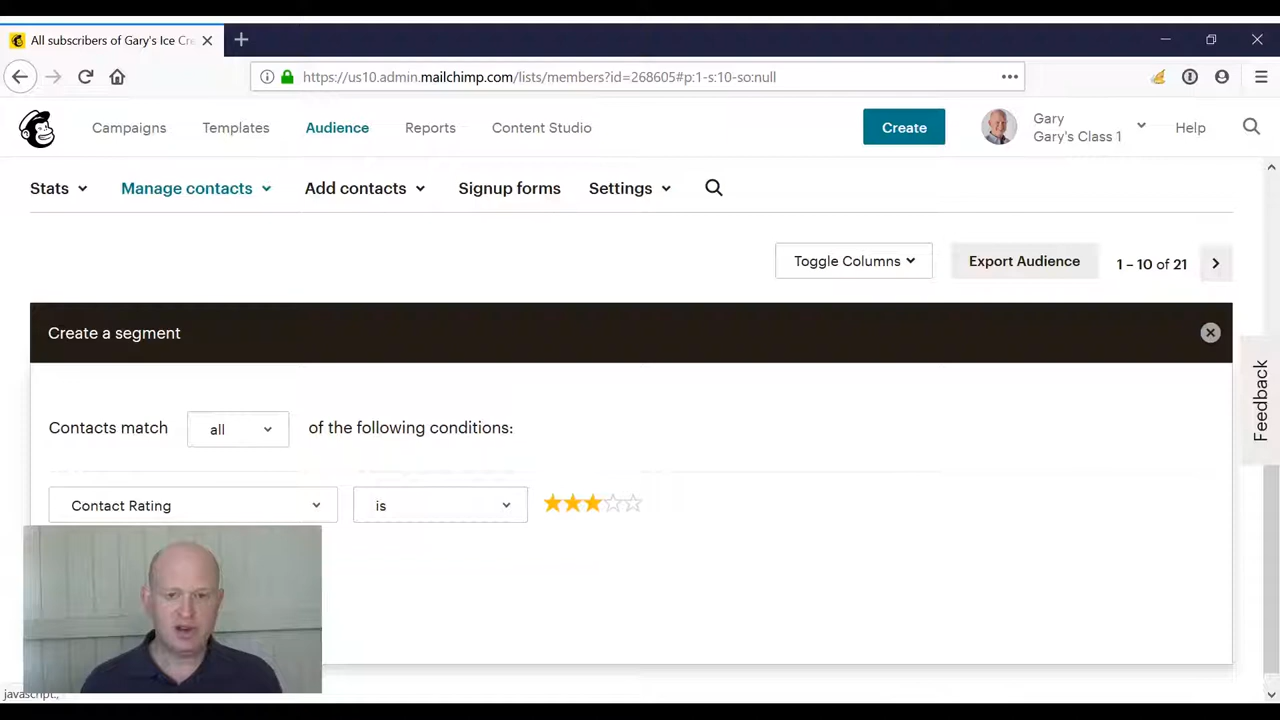 All subscribers of Gary's Ice Cre
https://us10.admin.mailchimp.com/lists/members?id=268605#p:1-s:10-so:null
Campaigns Templates Audience Reports Content Studio Create Gary Help
Gary's Class 1
Stats Manage contacts Add contacts Signup forms Settings
Toggle Columns Export Audience 1 – 10 of 21
Create a segment
Feedback
Contacts match all of the following conditions:
Contact Rating is
javascript:;